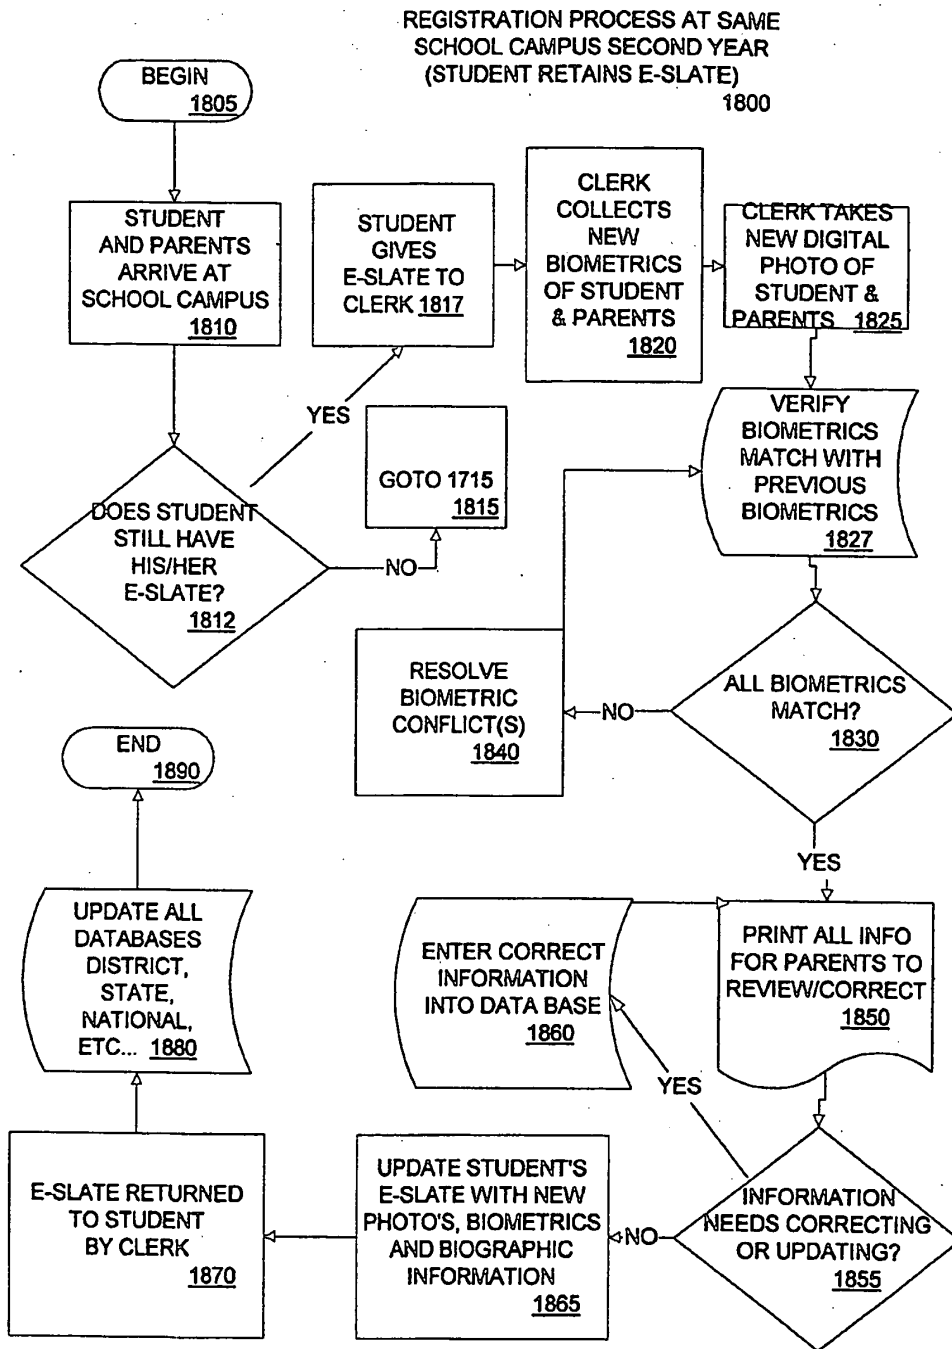 REGISTRATION PROCESS AT SAME
SCHOOL CAMPUS SECOND YEAR
(STUDENT RETAINS E-SLATE)
1800
BEGIN
1805
STUDENT
AND PARENTS
ARRIVE AT
SCHOOL CAMPUS
1810
DOES STUDENT
STILL HAVE
HIS/HER
E-SLATE?
1812
YES
NO
GOTO 1715
1815
STUDENT
GIVES
E-SLATE TO
CLERK 1817
CLERK
COLLECTS
NEW
BIOMETRICS
OF STUDENT
& PARENTS
1820
CLERK TAKES
NEW DIGITAL
PHOTO OF
STUDENT &
PARENTS 1825
VERIFY
BIOMETRICS
MATCH WITH
PREVIOUS
BIOMETRICS
1827
ALL BIOMETRICS
MATCH?
1830
NO
RESOLVE
BIOMETRIC
CONFLICT(S)
1840
YES
PRINT ALL INFO
FOR PARENTS TO
REVIEW/CORRECT
1850
INFORMATION
NEEDS CORRECTING
OR UPDATING?
1855
YES
ENTER CORRECT
INFORMATION
INTO DATA BASE
1860
NO
UPDATE STUDENT'S
E-SLATE WITH NEW
PHOTO'S, BIOMETRICS
AND BIOGRAPHIC
INFORMATION
1865
E-SLATE RETURNED
TO STUDENT
BY CLERK
1870
UPDATE ALL
DATABASES
DISTRICT,
STATE,
NATIONAL,
ETC... 1880
END
1890